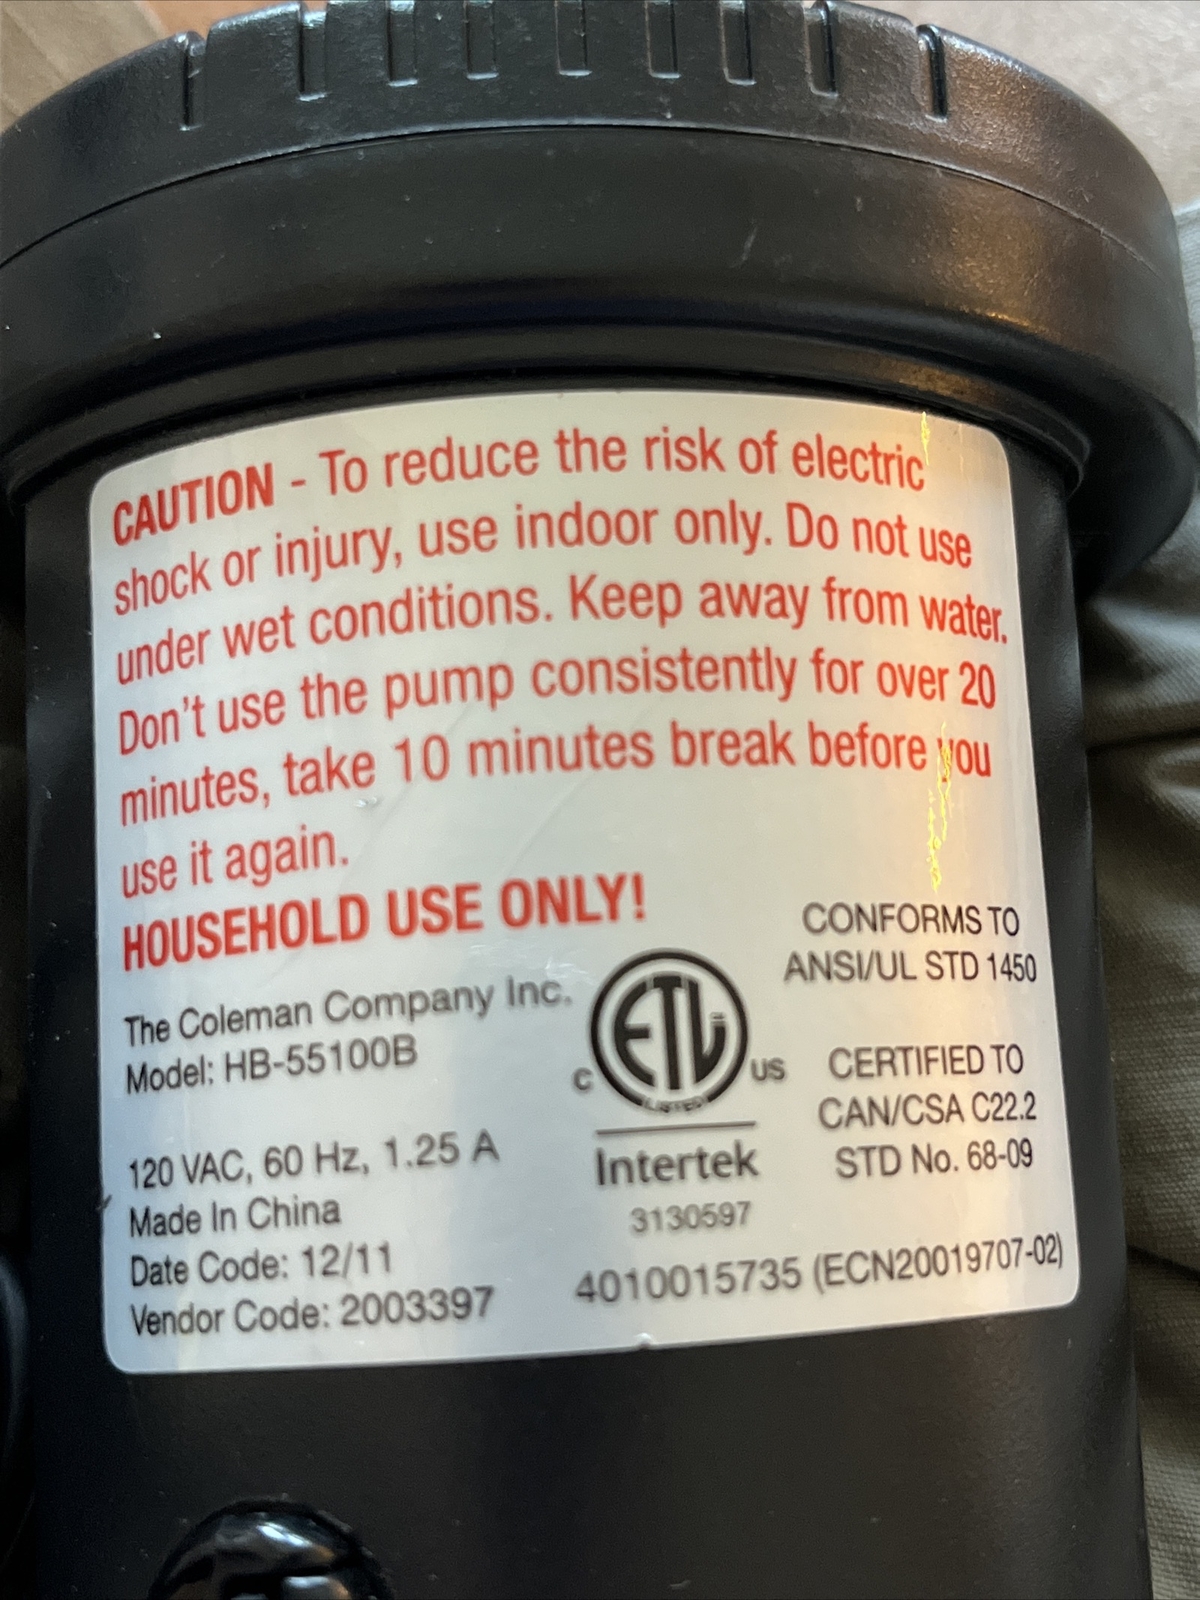 CAUTION - To reduce the risk of electric
shock or injury, use indoor only. Do not use
under wet conditions. Keep away from water.
Don't use the pump consistently for over 20
minutes, take 10 minutes break before you
use it again.
HOUSEHOLD USE ONLY!
The Coleman Company Inc.
Model: HB-55100B
120 VAC, 60 Hz, 1.25 A
Made In China
Date Code: 12/11
Vendor Code: 2003397
ETL
C US
LISTED
Intertek
3130597
CONFORMS TO
ANSI/UL STD 1450
CERTIFIED TO
CAN/CSA C22.2
STD No. 68-09
4010015735 (ECN20019707-02)